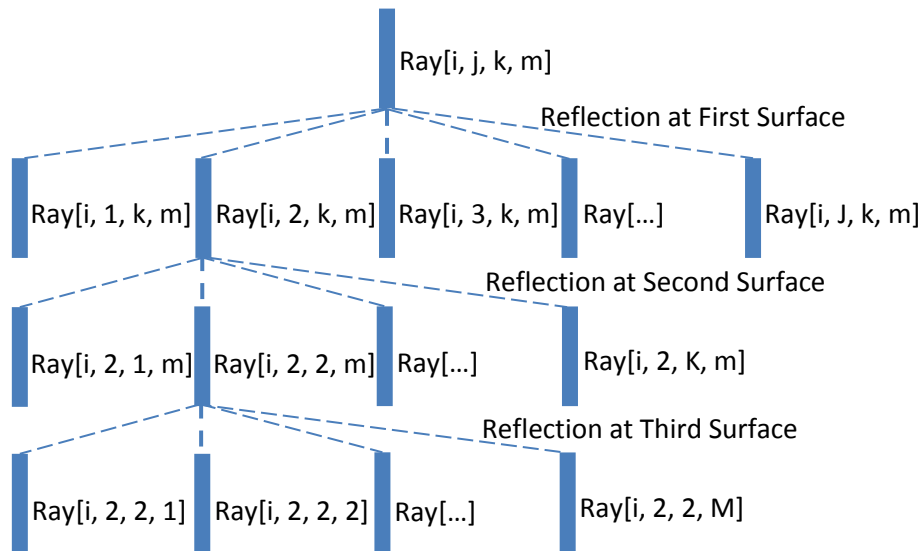 Ray[i, j, k, m]
Reflection at First Surface
Ray[i, 1, k, m]
Ray[i, 2, k, m]
Ray[i, 3, k, m]
Ray[...]
Ray[i, J, k, m]
Reflection at Second Surface
Ray[i, 2, 1, m]
Ray[i, 2, 2, m]
Ray[...]
Ray[i, 2, K, m]
Reflection at Third Surface
Ray[i, 2, 2, 1]
Ray[i, 2, 2, 2]
Ray[...]
Ray[i, 2, 2, M]